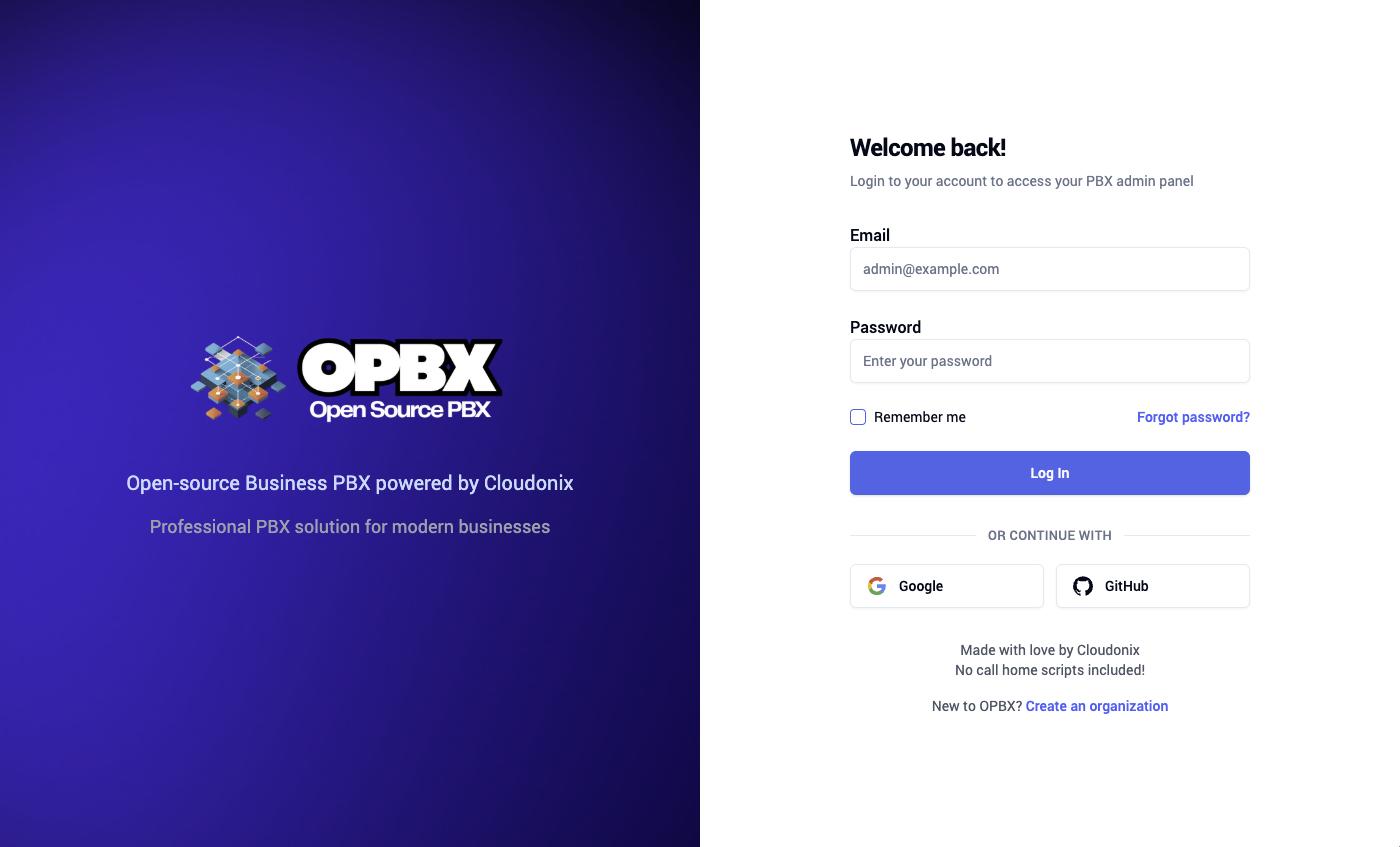 OPBX
Open Source PBX
Open-source Business PBX powered by Cloudonix
Professional PBX solution for modern businesses
Welcome back!
Login to your account to access your PBX admin panel
Email
admin@example.com
Password
Enter your password
Remember me
Forgot password?
Log In
OR CONTINUE WITH
Google
GitHub
Made with love by Cloudonix
No call home scripts included!
New to OPBX? Create an organization